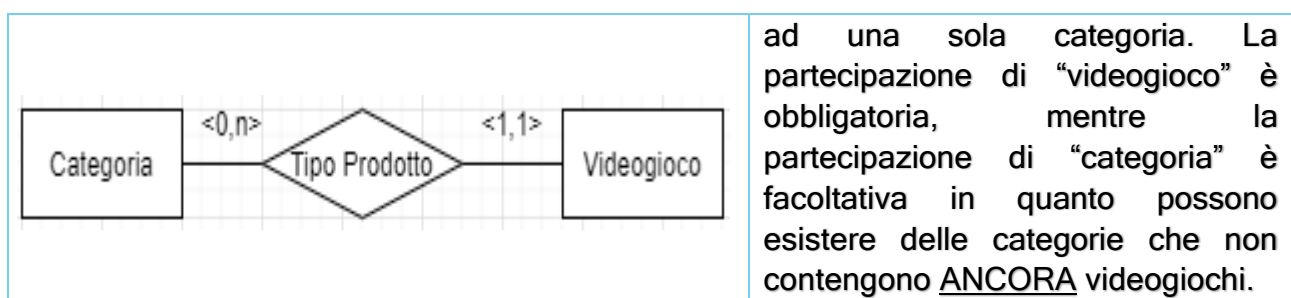 <0,n>
<1,1>
Categoria
Tipo Prodotto
Videogioco
ad una sola categoria. La
partecipazione di “videogioco” è
obbligatoria, mentre la
partecipazione di “categoria” è
facoltativa in quanto possono
esistere delle categorie che non
contengono ANCORA videogiochi.